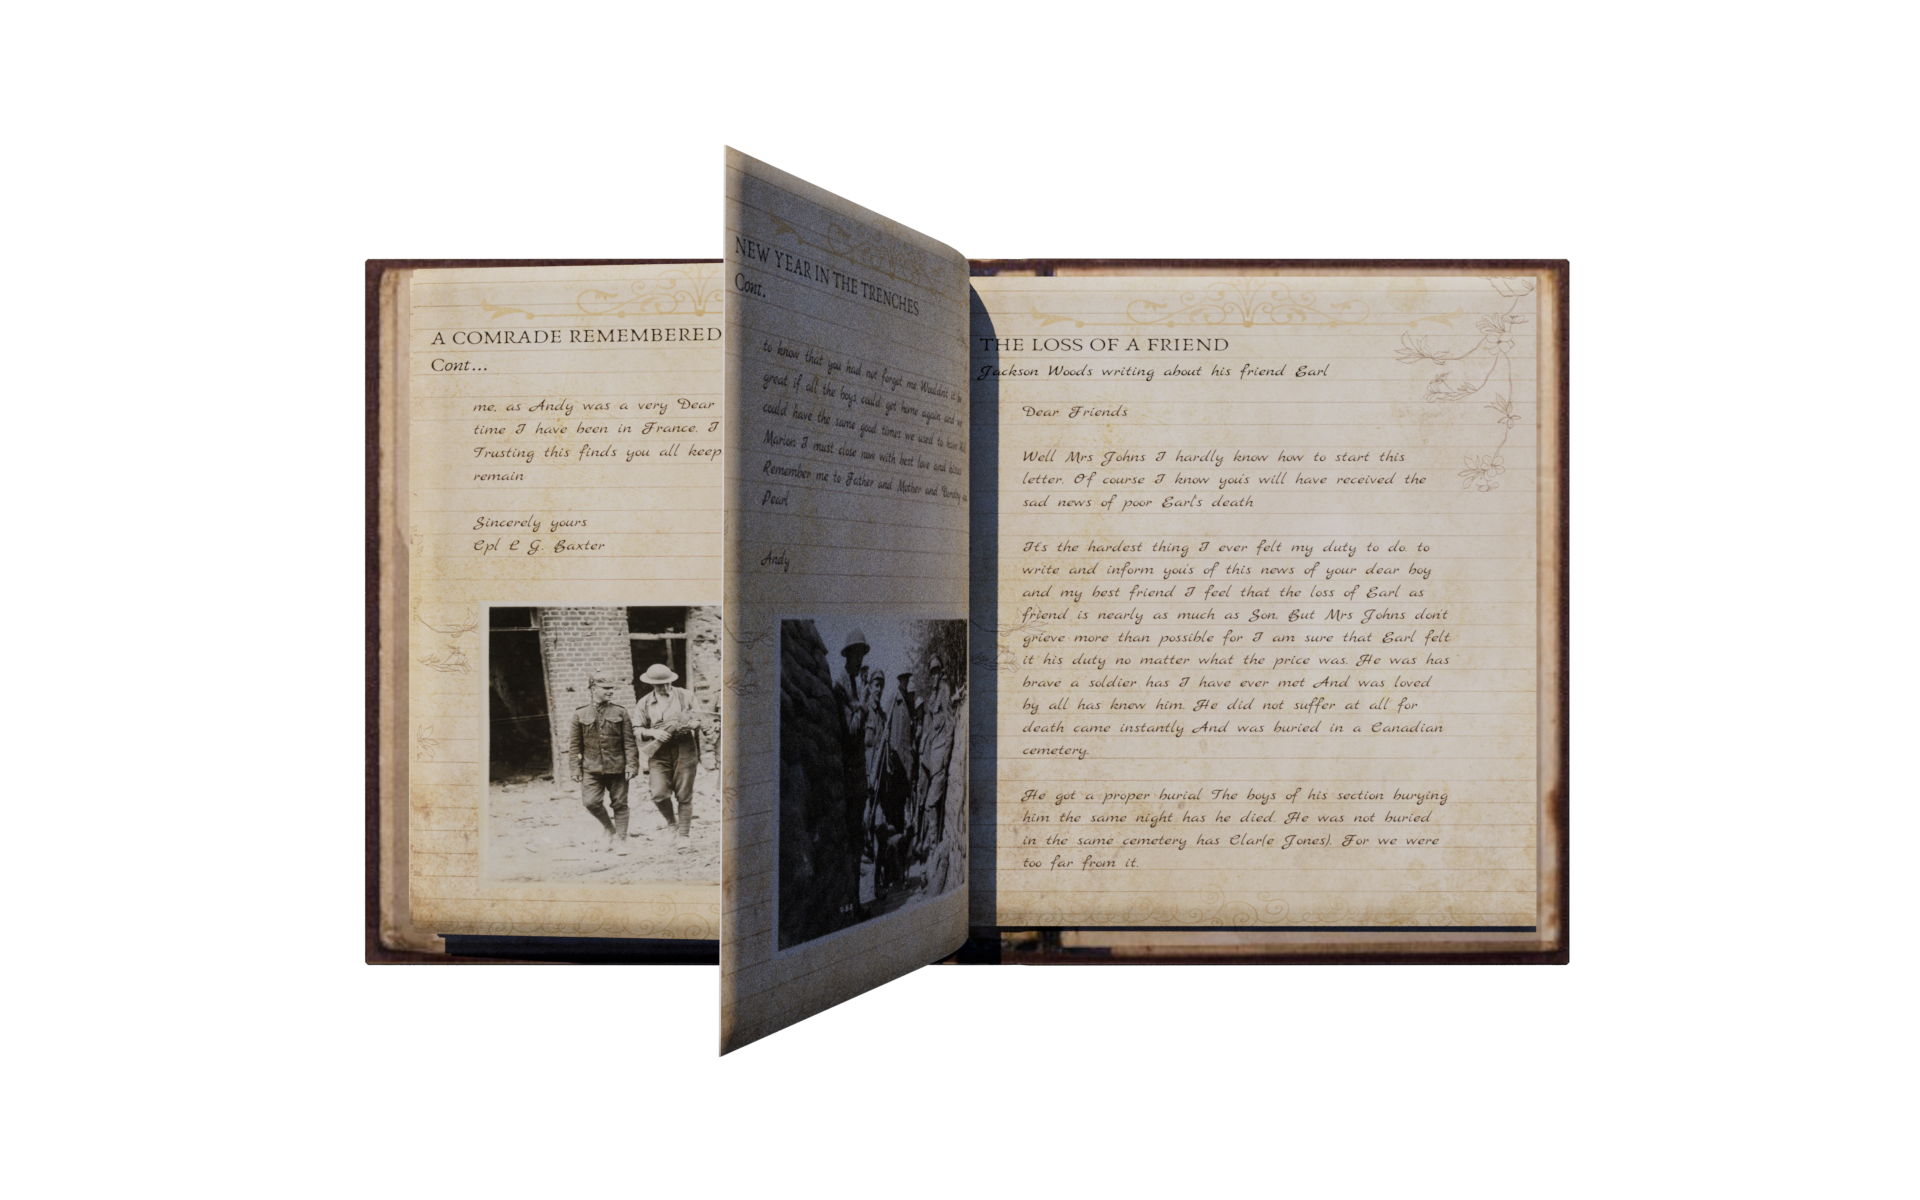 A COMRADE REMEMBERED
Cont...
me, as Andy was a very Dear
time I have been in France. I
Trusting this finds you all keep
remain
Sincerely yours
Cpl L G. Baxter
NEW YEAR IN THE TRENCHES
Cont.
to know that you had not forgot me. Wouldn't it be
great if all the boys could get home again and we
could have the same good times we used to have
Marion I must close now with best love and
Remember me to Father and Mother and Dorothy
Pearl
Andy
THE LOSS OF A FRIEND
Jackson Woods writing about his friend Earl
Dear Friends
Well Mrs Johns I hardly know how to start this
letter. Of course I know you's will have received the
sad news of poor Earl's death
It's the hardest thing I ever felt my duty to do. to
write and inform you's of this news of your dear boy
and my best friend I feel that the loss of Earl as
friend is nearly as much as Son. But Mrs Johns don't
grieve more than possible for I am sure that Earl felt
it his duty no matter what the price was. He was has
brave a soldier has I have ever met And was loved
by all has knew him. He did not suffer at all for
death came instantly And was buried in a Canadian
cemetery.
He got a proper burial The boys of his section burying
him the same night has he died. He was not buried
in the same cemetery has Clar(e Jones). For we were
too far from it.